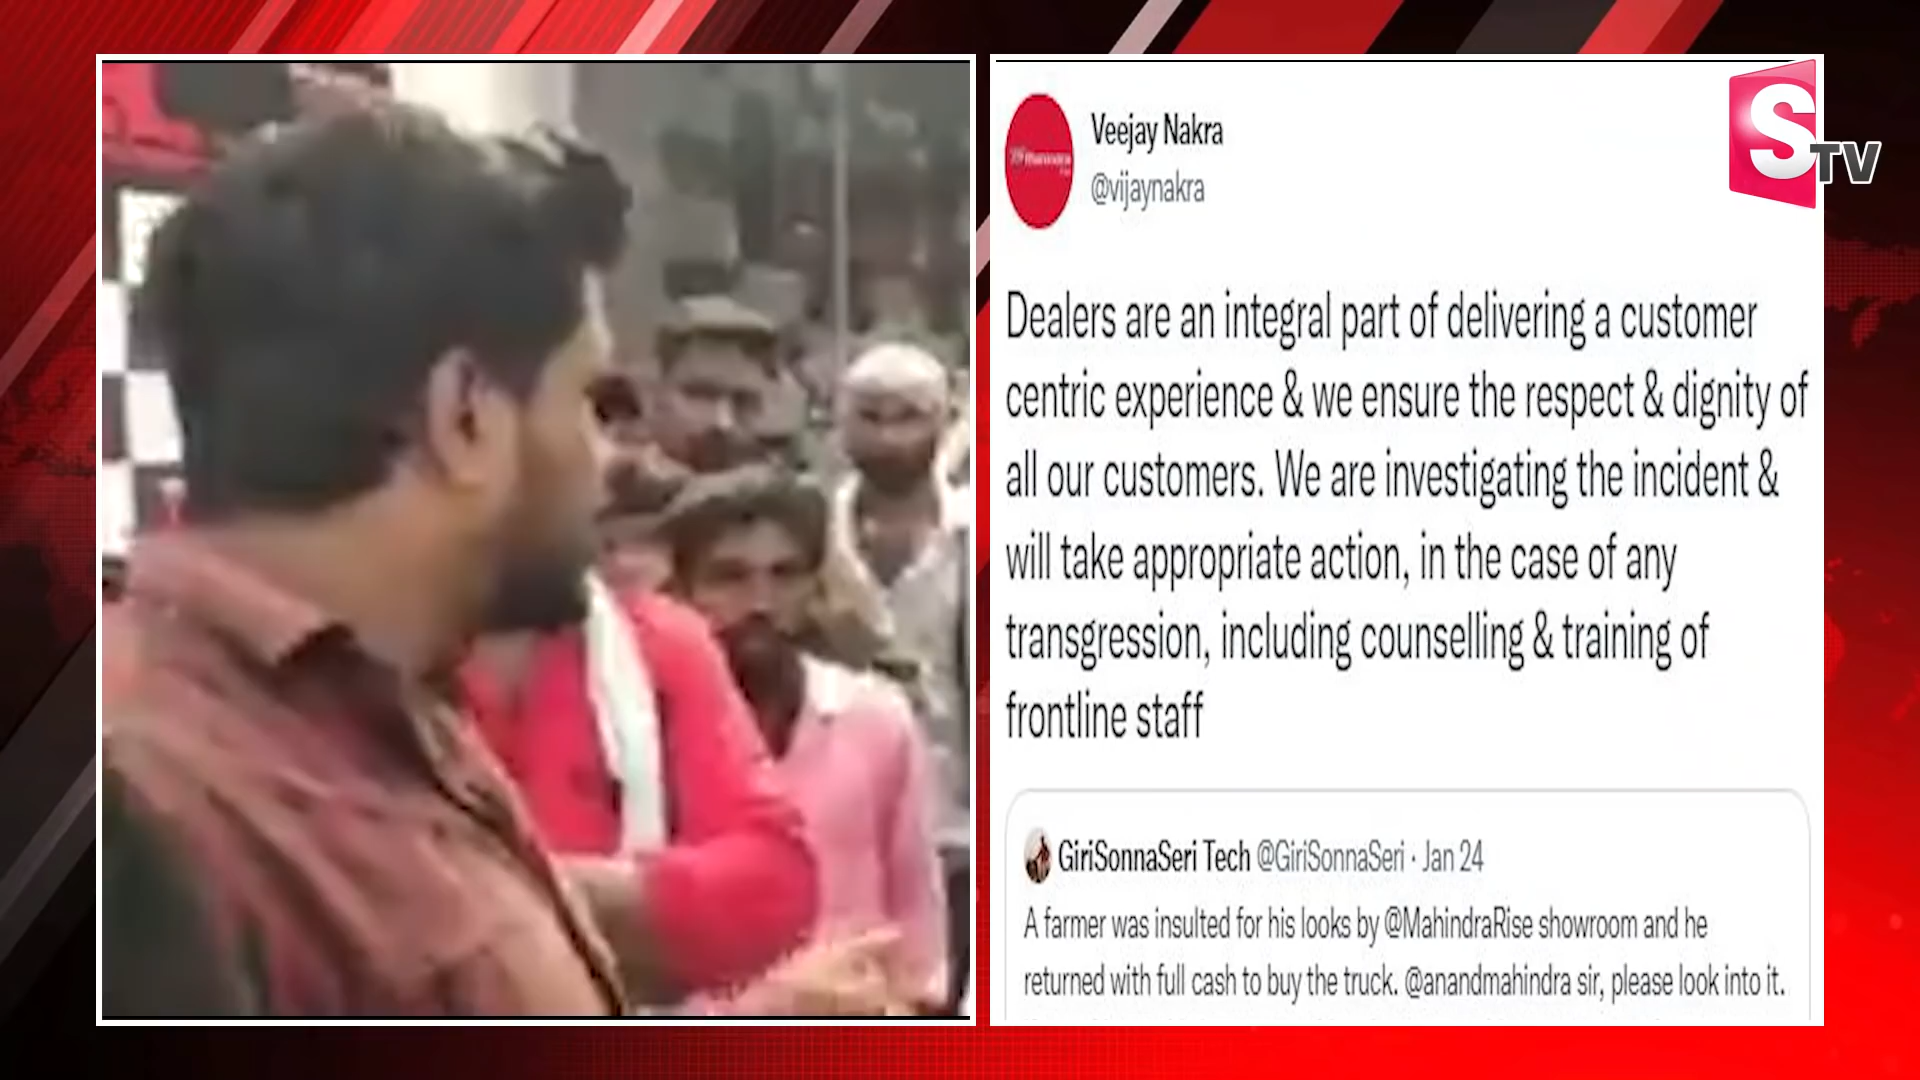 STV
Veejay Nakra
@vijaynakra
Dealers are an integral part of delivering a customer
centric experience & we ensure the respect & dignity of
all our customers. We are investigating the incident &
will take appropriate action, in the case of any
transgression, including counselling & training of
frontline staff
GiriSonnaSeri Tech @GiriSonnaSeri · Jan 24
A farmer was insulted for his looks by @MahindraRise showroom and he
returned with full cash to buy the truck. @anandmahindra sir, please look into it.